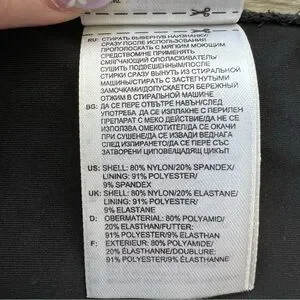 RU: СТИРАТЬ ВЫВЕРНУВ НАИЗНАНКУ/
СРАЗУ ПОСЛЕ ИСПОЛЬЗОВАНИЯ
ПРОПОЛОСКАТЬ С МЯГКИМ МОЮЩИМ
СРЕДСТВОМ/НЕ ПРИМЕНЯТЬ
СМЯГЧАЮЩИЙ ОПОЛАСКИВАТЕЛЬ/
СУШИТЬ ПОДВЕШЕННЫМ/ПОСЛЕ
СТИРКИ СРАЗУ ВЫНУТЬ ИЗ СТИРАЛЬНОЙ
МАШИНЫ/СТИРАТЬ С ЗАСТЕГНУТЫМИ
ЗАМОЧКАМИ/ДОПУСКАЕТСЯ БЕРЕЖНЫЙ
ОТЖИМ В СТИРАЛЬНОЙ МАШИНЕ
BG: ДА СЕ ПЕРЕ ОТВЪТРЕ НАВЪН/СЛЕД
УПОТРЕБА ДА СЕ ИЗПЛАКНЕ С ПЕРИЛЕН
ПРЕПАРАТ С МЕКО ДЕЙСТВИЕ/ДА НЕ СЕ
ИЗПОЛЗВА ОМЕКОТИТЕЛ/ДА СЕ ОКАЧИ
ПРИ СУШЕНЕ/ДА СЕ ИЗВАДИ ВЕДНАГА
СЛЕД ИЗПИРАНЕТО/ДА СЕ ПЕРЕ СЪС
ЗАТВОРЕНИ ЦИПОВЕ/ЩАДЯЩ ЦИКЪЛ
US: SHELL: 80% NYLON/20% SPANDEX/
LINING: 91% POLYESTER/
9% SPANDEX
UK: SHELL: 80% NYLON/20% ELASTANE/
LINING: 91% POLYESTER/
9% ELASTANE
D: OBERMATERIAL: 80% POLYAMID/
20% ELASTHAN/FUTTER:
91% POLYESTER/9% ELASTHAN
F: EXTERIEUR: 80% POLYAMIDE/
20% ELASTHANNE/DOUBLURE:
91% POLYESTER/9% ELASTHANNE